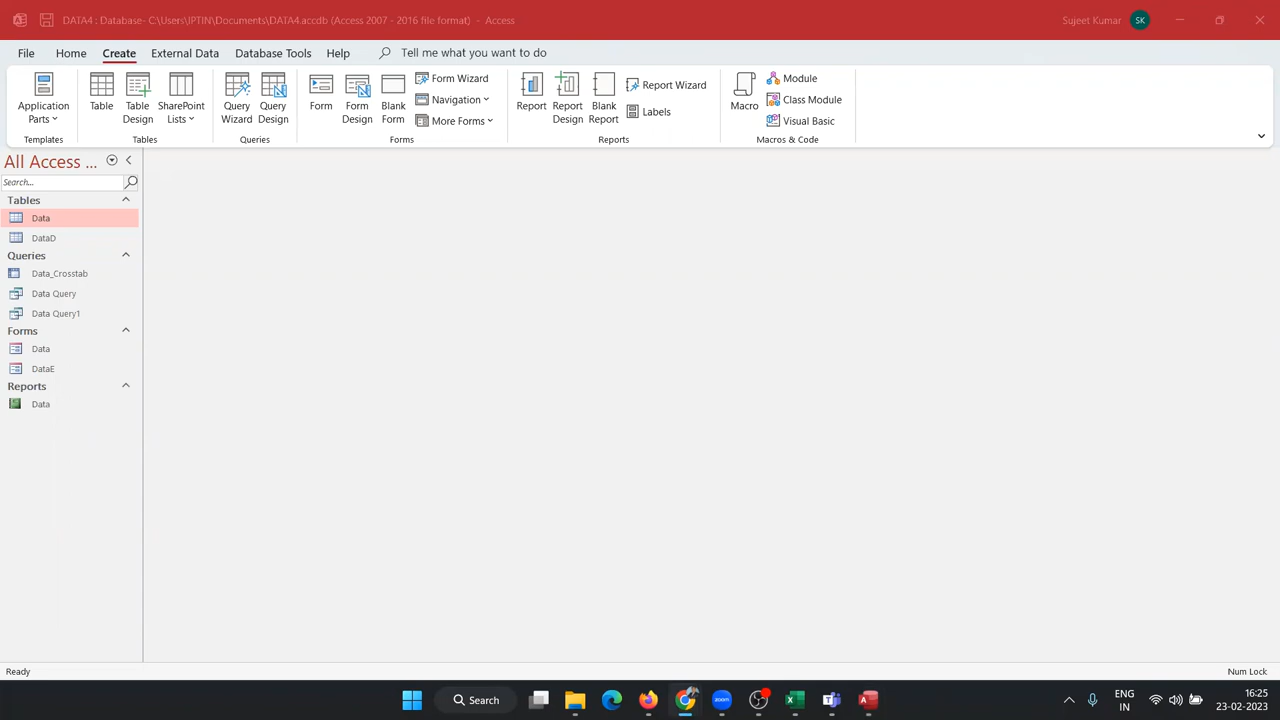 DATA4 : Database- C:\Users\JPTIN\Documents\DATA4.accdb (Access 2007 - 2016 file format) - Access
Sujeet Kumar SK
File Home Create External Data Database Tools Help Tell me what you want to do
Application Parts
Templates
Table
Table Design
SharePoint Lists
Tables
Query Wizard
Query Design
Queries
Form
Form Design
Blank Form
Form Wizard
Navigation
More Forms
Forms
Report
Report Design
Blank Report
Report Wizard
Labels
Reports
Macro
Module
Class Module
Visual Basic
Macros & Code
All Access ...
Search...
Tables
Data
DataD
Queries
Data_Crosstab
Data Query
Data Query1
Forms
Data
DataE
Reports
Data
Ready
Num Lock
Search
zoom
ENG
IN
16:25
23-02-2023